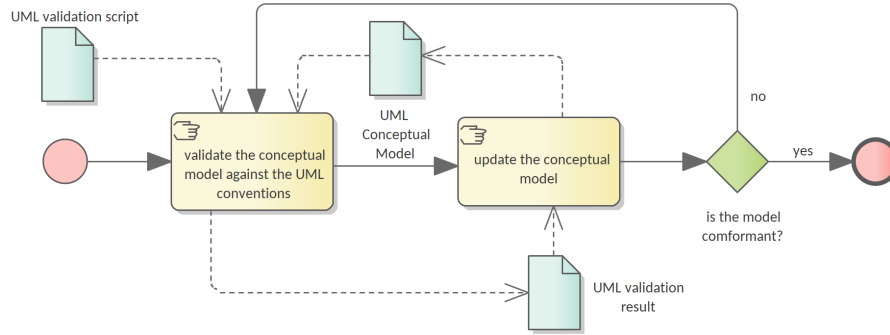 UML validation script
UML
Conceptual
Model
no
validate the conceptual
model against the UML
conventions
update the conceptual
model
yes
is the model
comformant?
UML validation
result